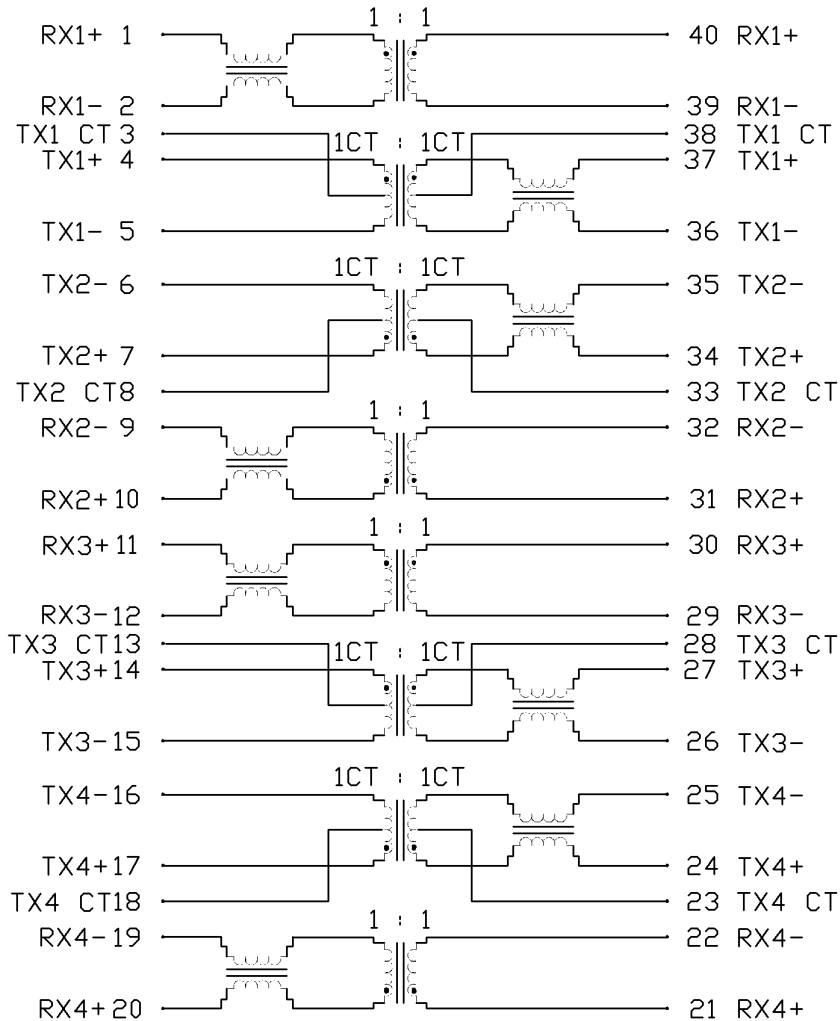 1 : 1
RX1+ 1 40 RX1+
RX1- 2 39 RX1-
TX1 CT 3 38 TX1 CT
1CT : 1CT
TX1+ 4 37 TX1+
TX1- 5 36 TX1-
1CT : 1CT
TX2- 6 35 TX2-
TX2+ 7 34 TX2+
TX2 CT8 33 TX2 CT
1 : 1
RX2- 9 32 RX2-
RX2+ 10 31 RX2+
1 : 1
RX3+ 11 30 RX3+
RX3-12 29 RX3-
TX3 CT13 28 TX3 CT
1CT : 1CT
TX3+14 27 TX3+
TX3-15 26 TX3-
1CT : 1CT
TX4-16 25 TX4-
TX4+17 24 TX4+
TX4 CT18 23 TX4 CT
1 : 1
RX4-19 22 RX4-
RX4+ 20 21 RX4+